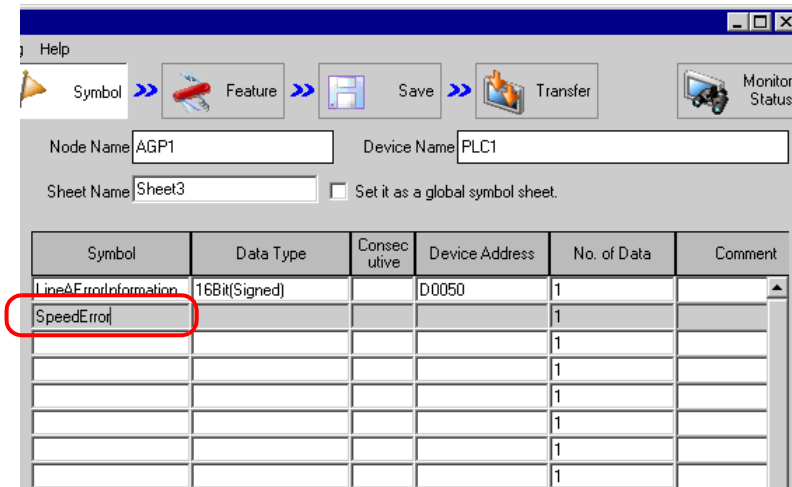 Help
Symbol Feature Save Transfer Monitor
Status
Node Name AGP1 Device Name PLC1
Sheet Name Sheet3 Set it as a global symbol sheet.
Symbol Data Type Consec
utive Device Address No. of Data Comment
LineAErrorInformation 16Bit(Signed) D0050 1
SpeedError 1
1
1
1
1
1
1